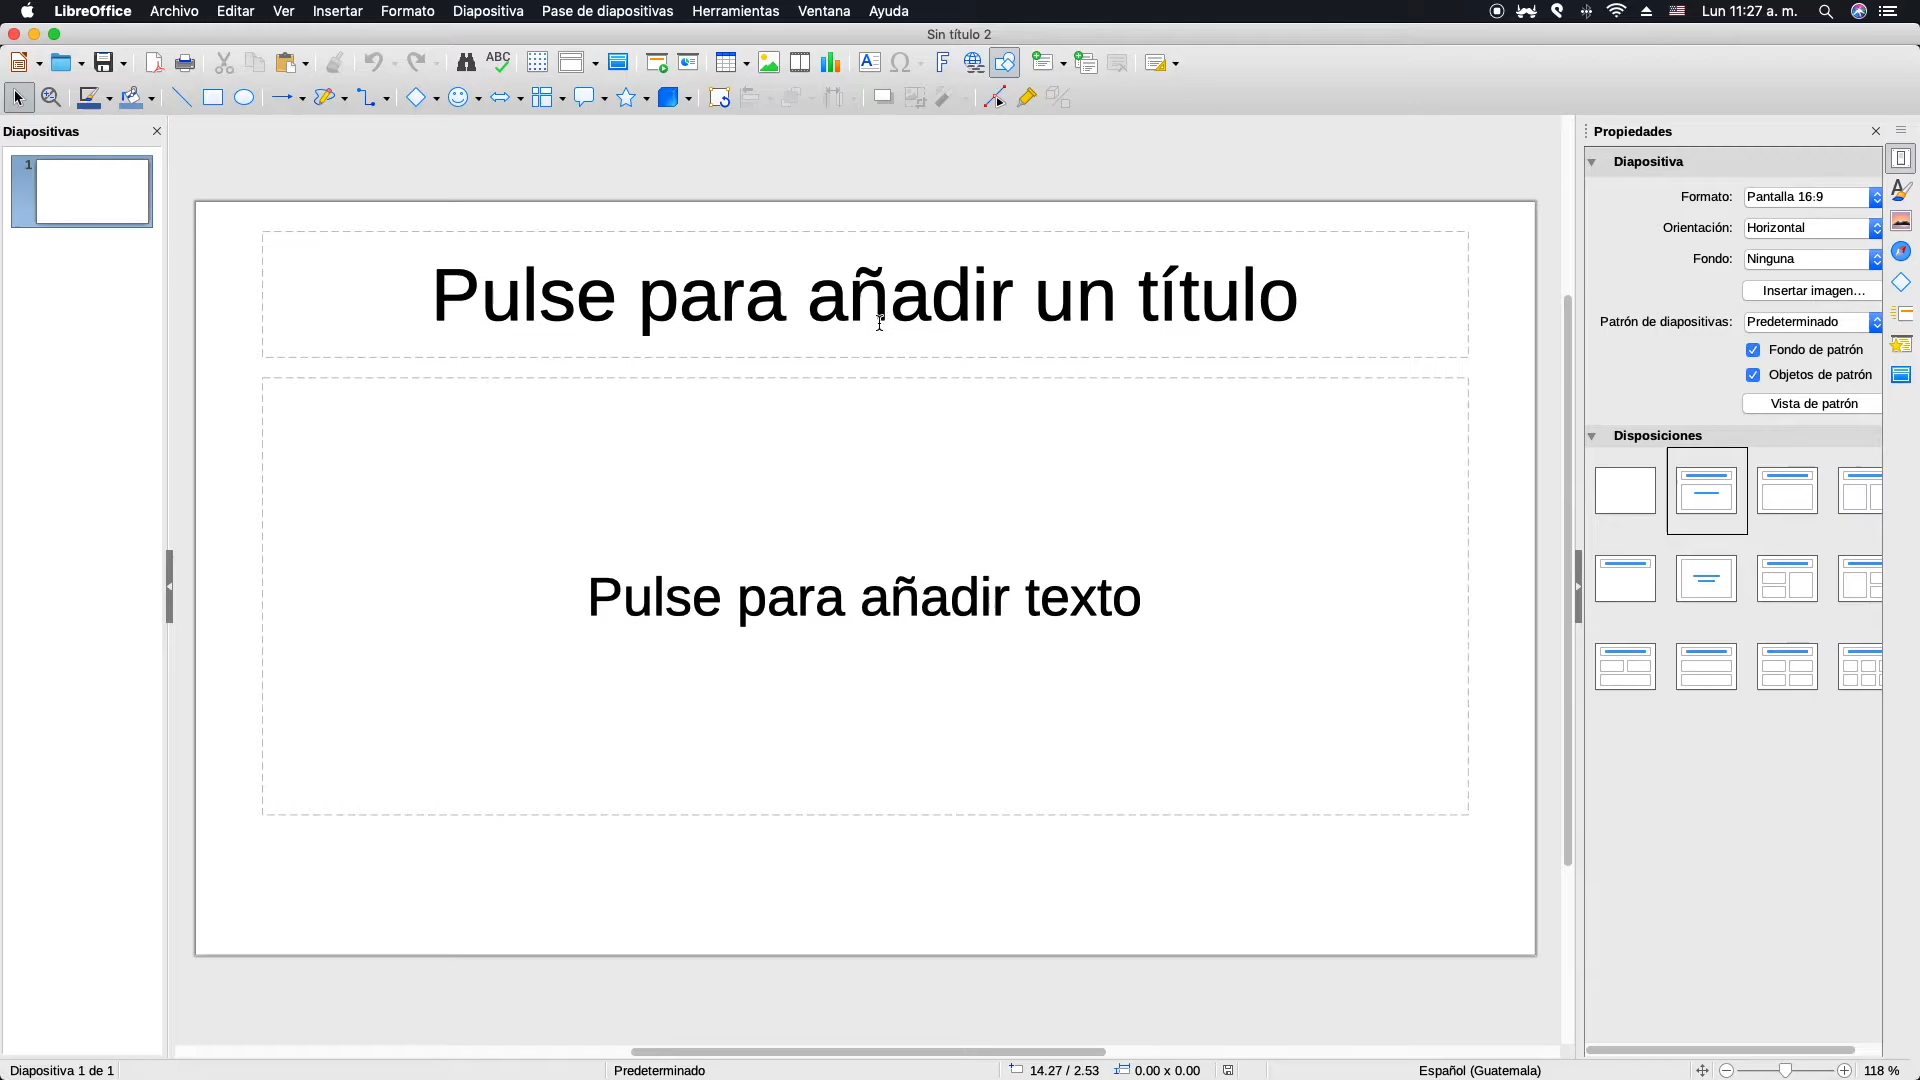 LibreOffice Archivo Editar Ver Insertar Formato Diapositiva Pase de diapositivas Herramientas Ventana Ayuda Lun 11:27 a. m.
Sin título 2
ABC
Diapositivas
1
Pulse para añadir un título
Pulse para añadir texto
Propiedades
Diapositiva
Formato: Pantalla 16:9
Orientación: Horizontal
Fondo: Ninguna
Insertar imagen...
Patrón de diapositivas: Predeterminado
Fondo de patrón
Objetos de patrón
Vista de patrón
Disposiciones
Diapositiva 1 de 1 Predeterminado 14.27 / 2.53 0.00 x 0.00 Español (Guatemala) 118 %